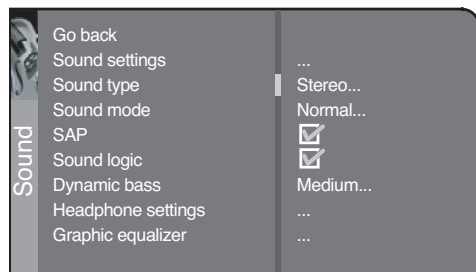 Sound
Go back
Sound settings ...
Sound type Stereo...
Sound mode Normal...
SAP
Sound logic
Dynamic bass Medium...
Headphone settings ...
Graphic equalizer ...